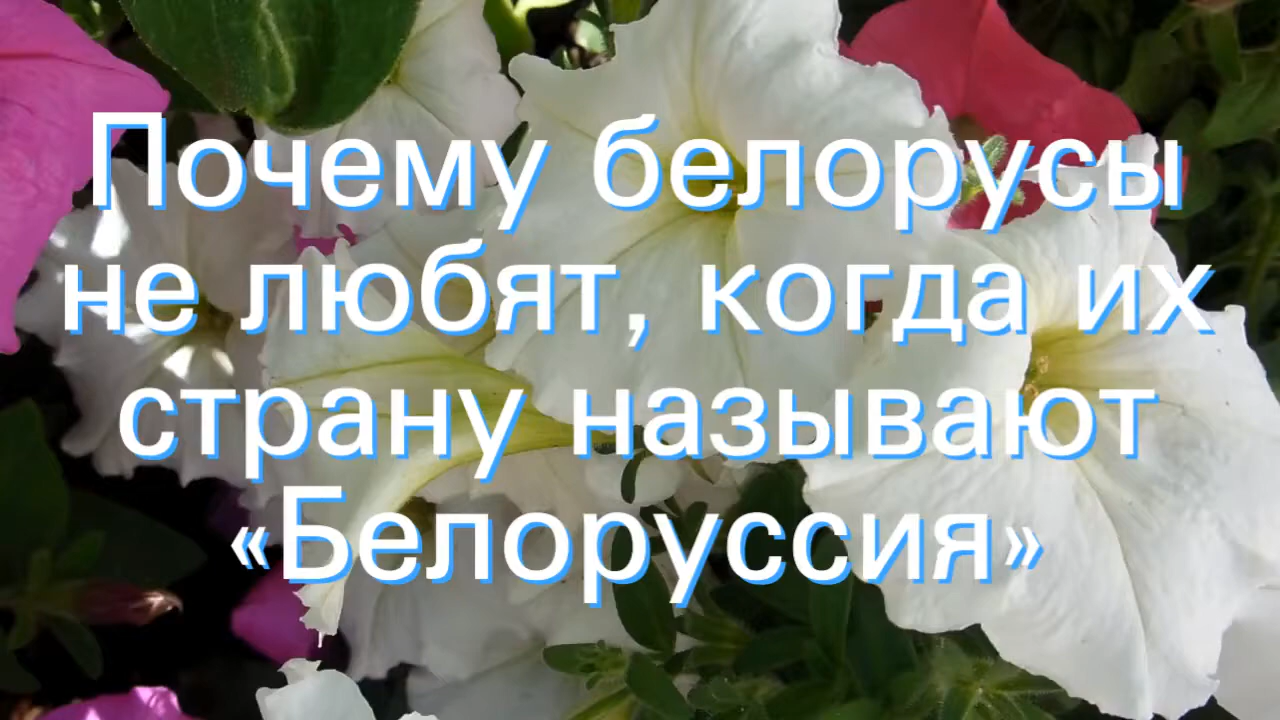 Почему белорусы
не любят, когда их
страну называют
«Белоруссия»